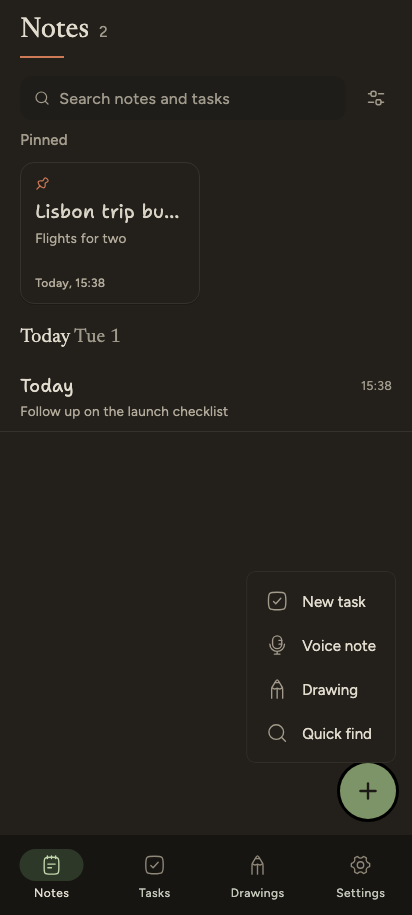 Notes 2
Search notes and tasks
Pinned
Lisbon trip bu...
Flights for two
Today, 15:38
Today Tue 1
Today 15:38
Follow up on the launch checklist
New task
Voice note
Drawing
Quick find
Notes Tasks Drawings Settings